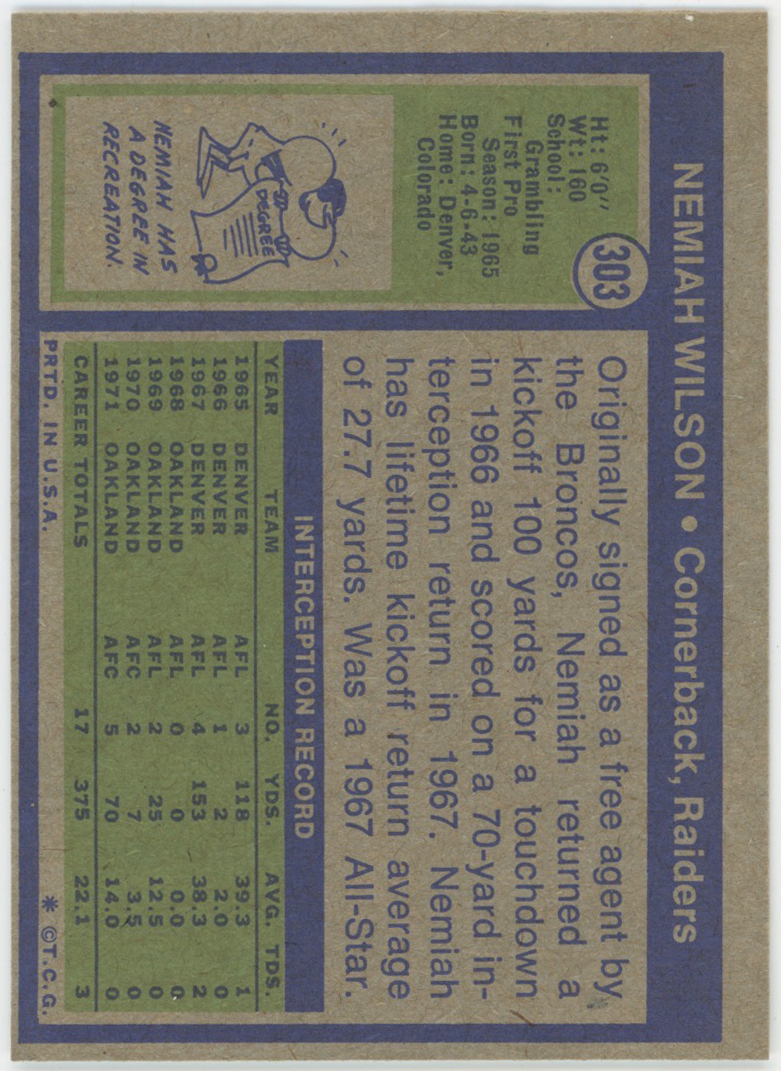 NEMIAH WILSON • Cornerback, Raiders
303
Ht: 6'0"
Wt: 160
School:
Grambling
First Pro
Season: 1965
Born: 4-6-43
Home: Denver,
Colorado
DEGREE
NEMIAH HAS
A DEGREE IN
RECREATION.
Originally signed as a free agent by
the Broncos, Nemiah returned a
kickoff 100 yards for a touchdown
in 1966 and scored on a 70-yard in-
terception return in 1967. Nemiah
has lifetime kickoff return average
of 27.7 yards. Was a 1967 All-Star.
INTERCEPTION RECORD
YEAR TEAM NO. YDS. AVG. TDS.
1965 DENVER AFL 3 118 39.3 1
1966 DENVER AFL 1 2 2.0 0
1967 DENVER AFL 4 153 38.3 2
1968 OAKLAND AFL 0 0 0.0 0
1969 OAKLAND AFL 2 25 12.5 0
1970 OAKLAND AFC 2 7 3.5 0
1971 OAKLAND AFC 5 70 14.0 0
CAREER TOTALS 17 375 22.1 3
PRTD. IN U.S.A. * ©T.C.G.